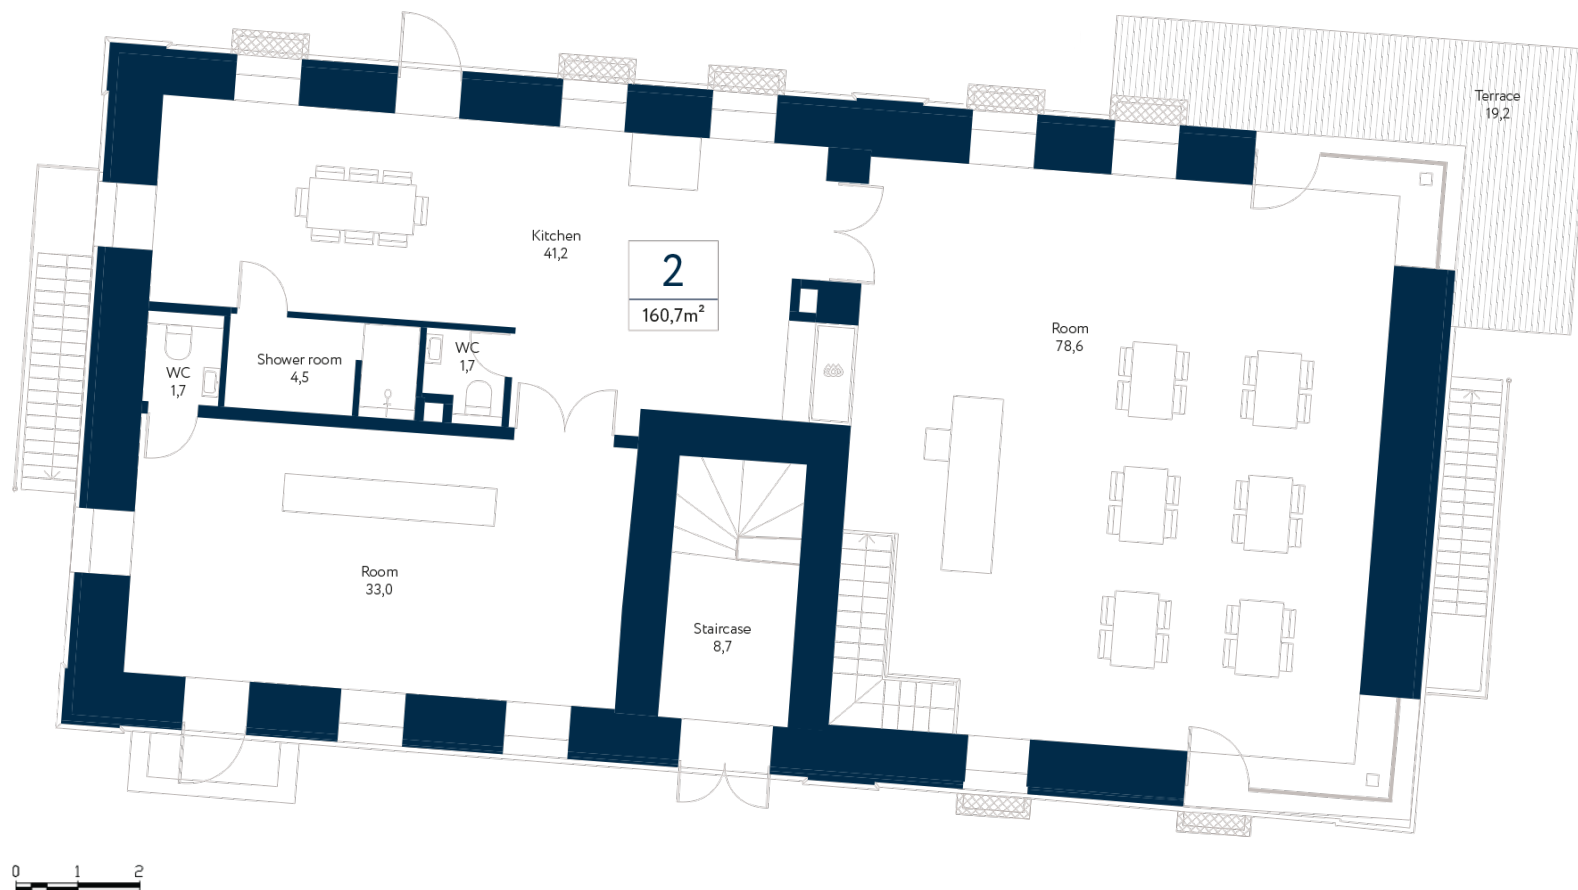 Terrace
19,2
Kitchen
41,2
2
160,7m²
Room
78,6
WC
1,7
Shower room
4,5
WC
1,7
Room
33,0
Staircase
8,7
0 1 2